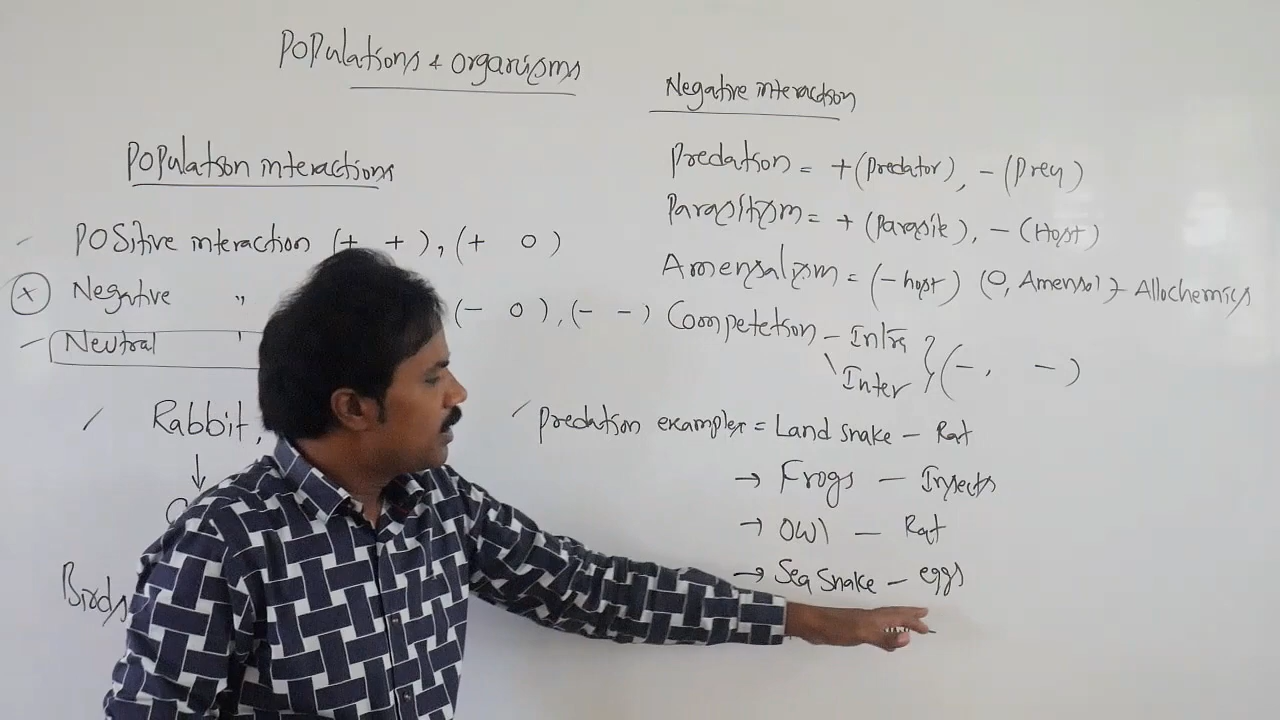 Populations & organisms
Population interactions
Positive interaction (+ +), (+ 0)
Negative " (- 0), (- -)
Neutral "
Rabbit,
Birds
Negative interaction
Predation = +(Predator), - (Prey)
Parasitism = + (Parasite), - (Host)
Amensalism = (- host) (0, Amensal) Allochemics
Competetion - Intra
Inter } (-, -)
Predation examples = Land snake - Rat
→ Frogs - Insects
→ Owl - Rat
→ Sea Snake - eggs